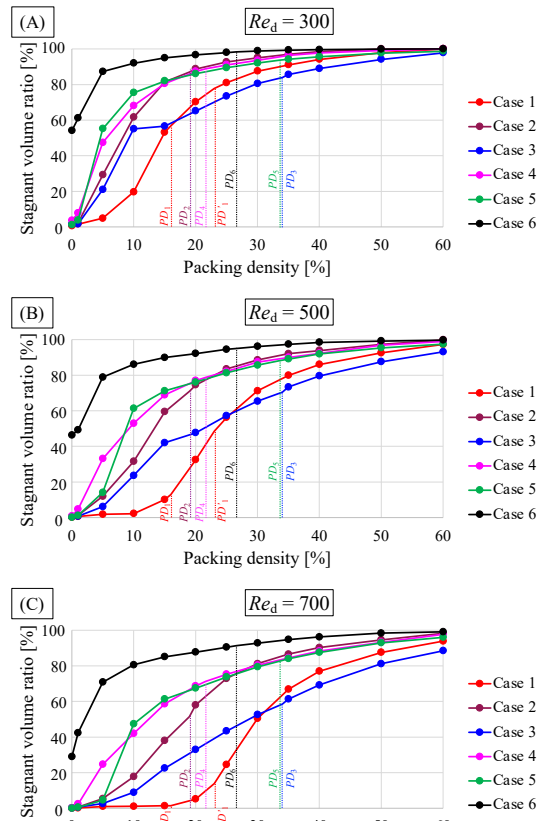 (A)
Re_d = 300
Stagnant volume ratio [%]
100
80
60
40
20
0
PD_1
PD_2
PD_4
PD'_1
PD_6
PD_5
PD_3
0 10 20 30 40 50 60
Packing density [%]
Case 1
Case 2
Case 3
Case 4
Case 5
Case 6
(B)
Re_d = 500
Stagnant volume ratio [%]
100
80
60
40
20
0
PD_1
PD_2
PD_4
PD'_1
PD_6
PD_5
PD_3
0 10 20 30 40 50 60
Packing density [%]
Case 1
Case 2
Case 3
Case 4
Case 5
Case 6
(C)
Re_d = 700
Stagnant volume ratio [%]
100
80
60
40
20
0
PD_2
PD_4
PD_6
PD_5
PD_3
Case 1
Case 2
Case 3
Case 4
Case 5
Case 6